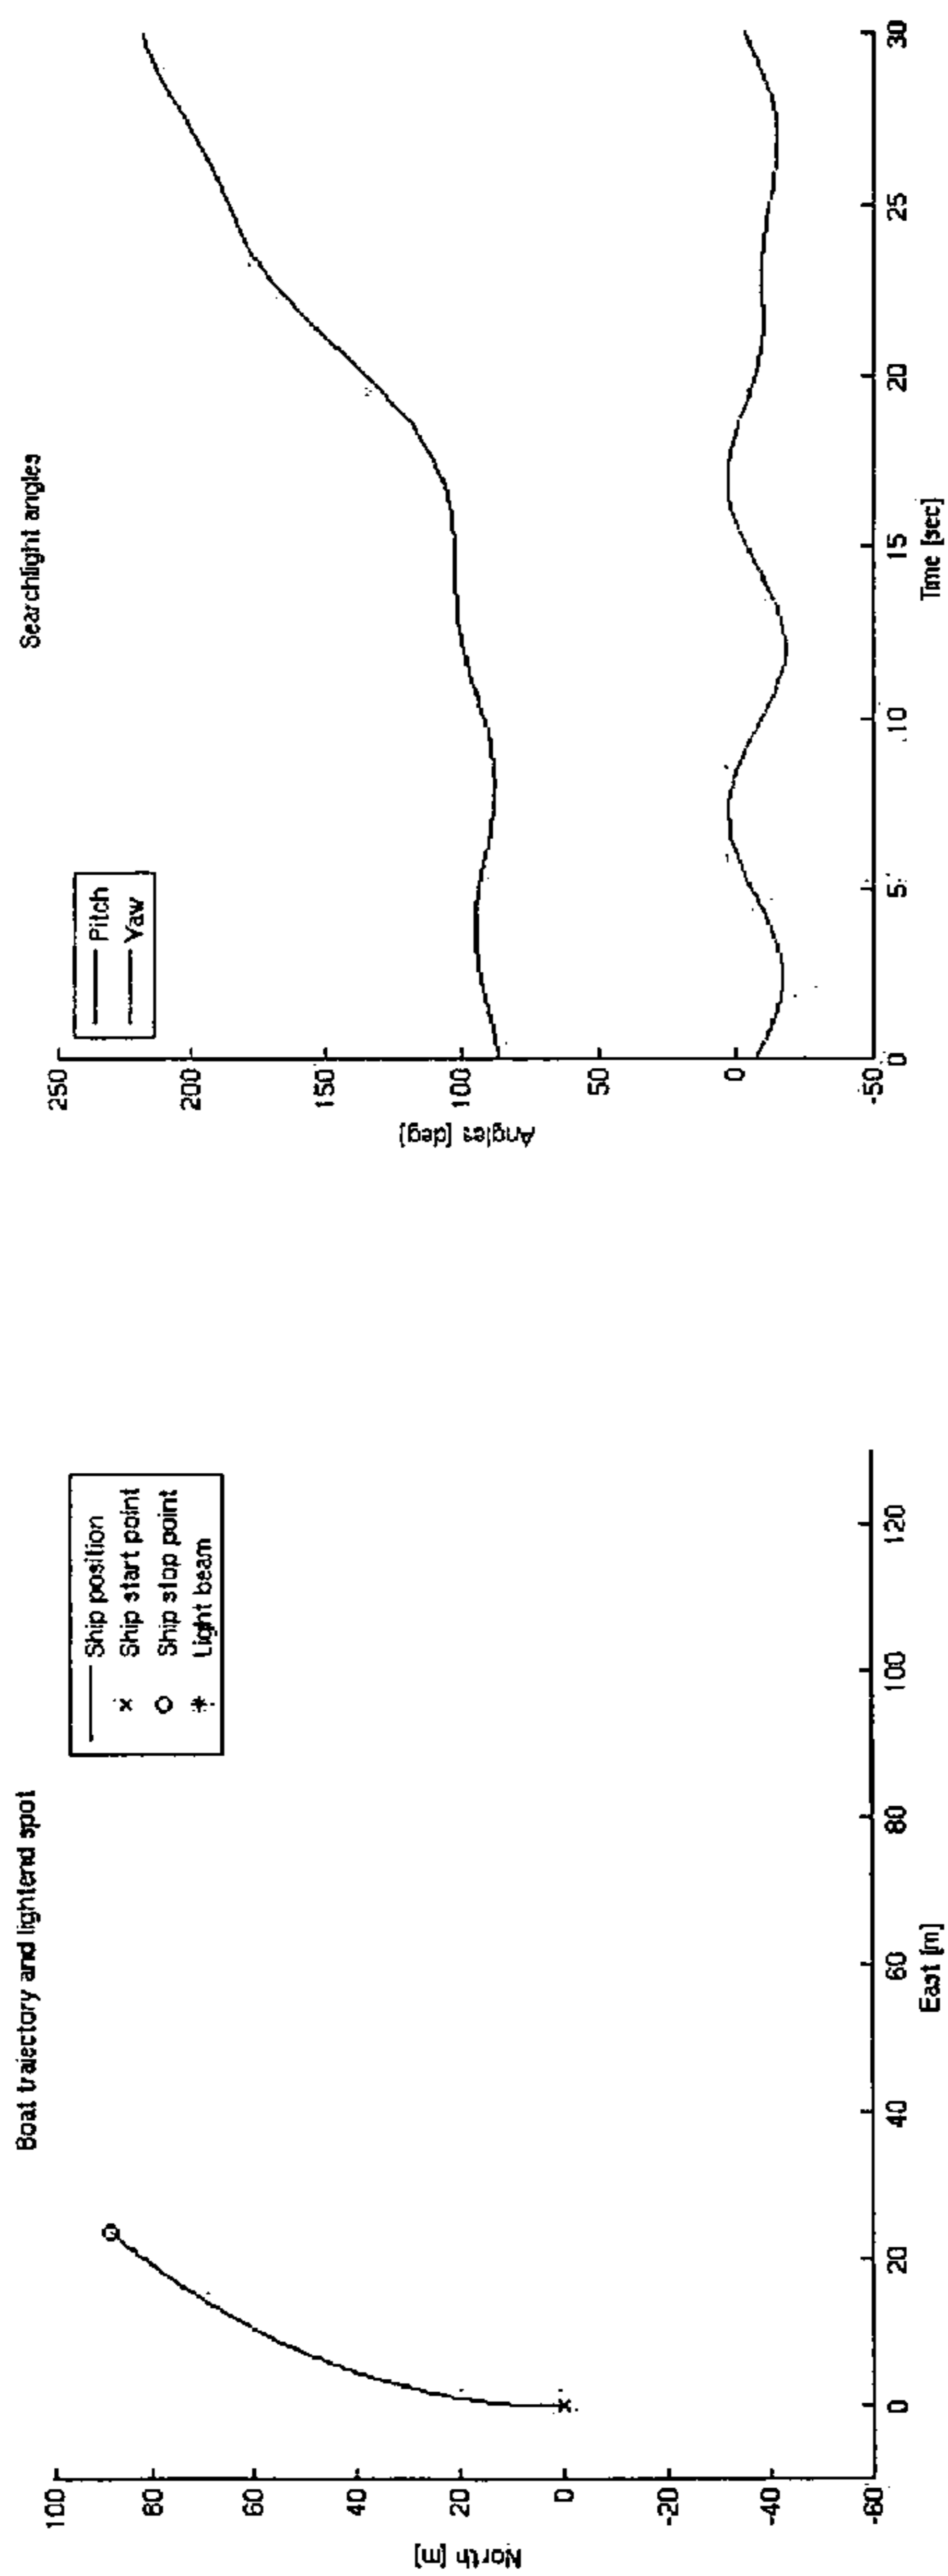 Boat trajectory and lightend spot
Ship position
Ship start point
Ship stop point
Light beam
100
80
60
40
20
0
-20
-40
-60
North [m]
0
20
40
60
80
100
120
East [m]
Searchlight angles
Pitch
Yaw
250
200
150
100
50
0
-50
Angles [deg]
0
5
10
15
20
25
30
Time [sec]